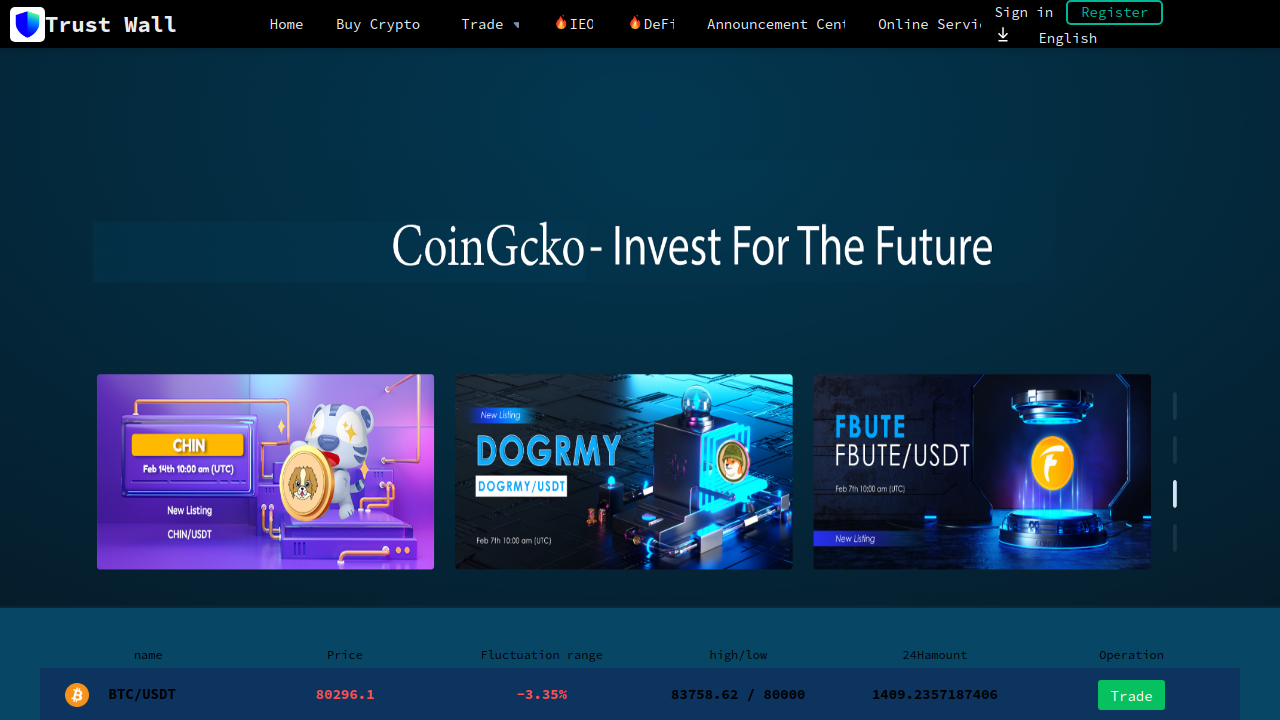 Trust Wall
Home
Buy Crypto
Trade
IEO
DeFi
Announcement Cent
Online Servi
Sign in
Register
English
CoinGcko - Invest For The Future
CHIN
Feb 14th 10:00 am (UTC)
New Listing
CHIN/USDT
New Listing
DOGRMY
DOGRMY/USDT
Feb 7th 10:00 am (UTC)
FBUTE
FBUTE/USDT
Feb 7th 10:00 am (UTC)
New Listing
name Price Fluctuation range high/low 24Hamount Operation
BTC/USDT 80296.1 -3.35% 83758.62 / 80000 1409.2357187406 Trade